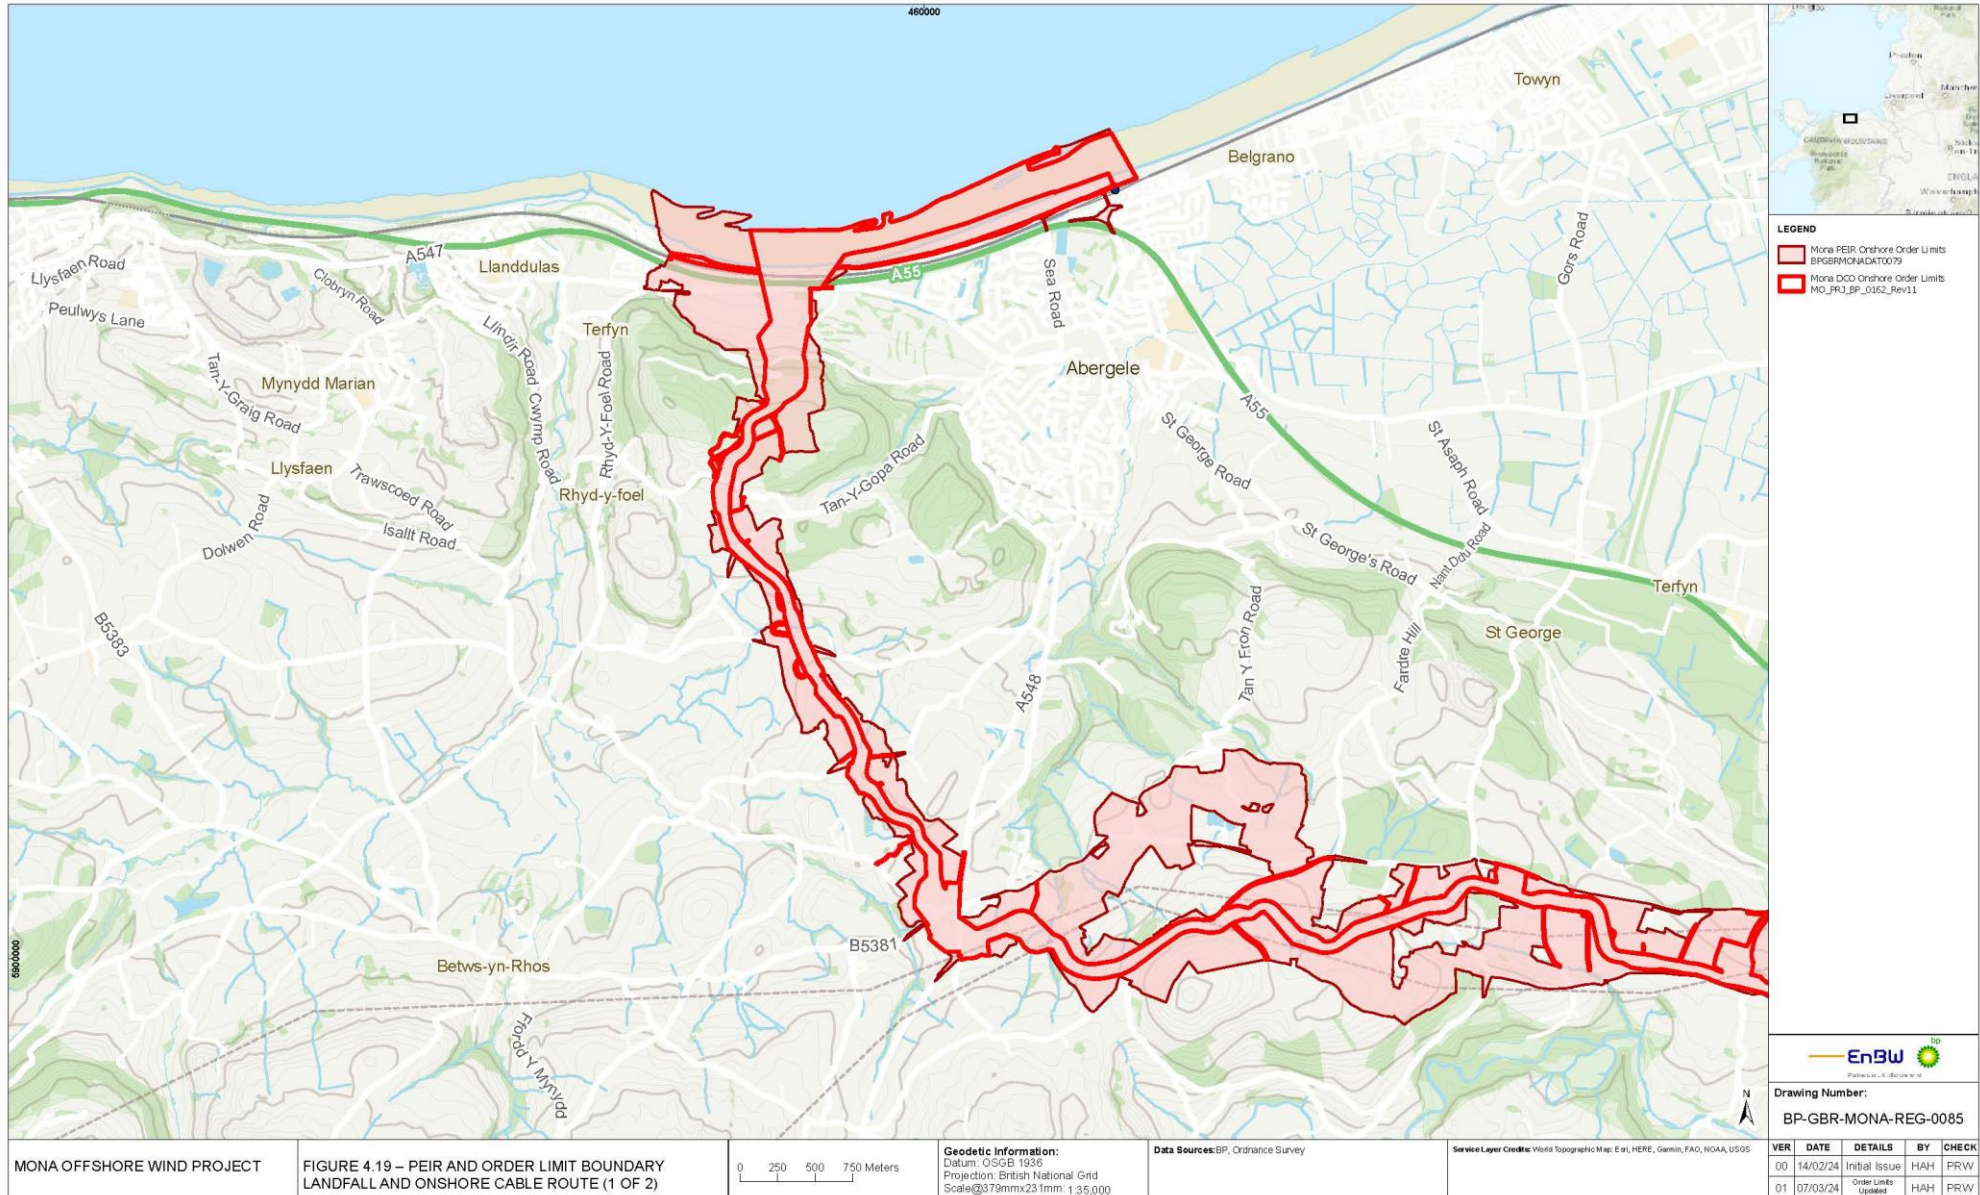 460000
5900000
Towyn
Belgrano
Gors Road
A547
Llanddulas
Llysfaen Road
Clobryn Road
Peulwys Lane
A55
Sea Road
Terfyn
Llindir Road
Cwymp Road
Rhyd-Y-Foel Road
Abergele
Mynydd Marian
Tan-Y-Graig Road
A55
St George Road
St Asaph Road
Llysfaen
Trawscoed Road
Rhyd-y-foel
Tan-Y-Gopa Road
Isallt Road
Dolwen Road
St George's Road
Nant Ddu Road
Terfyn
B5383
Tan Y Fron Road
Fardre Hill
St George
A548
B5381
Betws-yn-Rhos
Ffordd Y Mynydd
N
Preston
Liverpool
LEGEND
Mona PEIR Onshore Order Limits
BPGBRMONADAT0079
Mona DCO Onshore Order Limits
MO_PRJ_BP_0162_Rev11
EnBW
bp
Drawing Number:
BP-GBR-MONA-REG-0085
VER DATE DETAILS BY CHECK
00 14/02/24 Initial Issue HAH PRW
01 07/03/24 Order Limits Updated HAH PRW
MONA OFFSHORE WIND PROJECT
FIGURE 4.19 – PEIR AND ORDER LIMIT BOUNDARY
LANDFALL AND ONSHORE CABLE ROUTE (1 OF 2)
0 250 500 750 Meters
Geodetic Information:
Datum: OSGB 1936
Projection: British National Grid
Scale@379mmx231mm: 1:35,000
Data Sources:BP, Ordnance Survey
Service Layer Credits: World Topographic Map: Esri, HERE, Garmin, FAO, NOAA, USGS